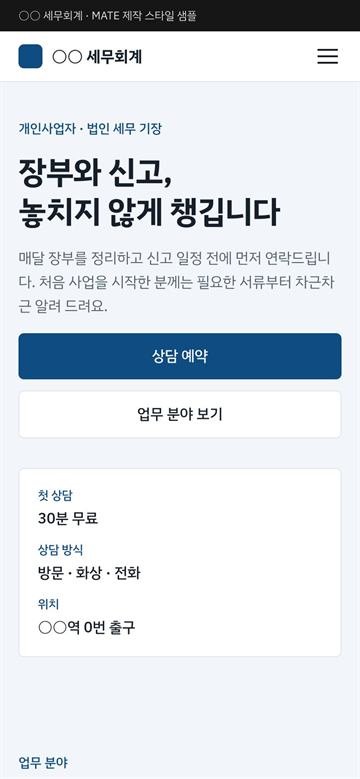 ○○ 세무회계 · MATE 제작 스타일 샘플
○○ 세무회계
개인사업자 · 법인 세무 기장
장부와 신고,
놓치지 않게 챙깁니다
매달 장부를 정리하고 신고 일정 전에 먼저 연락드립니
다. 처음 사업을 시작한 분께는 필요한 서류부터 차근차
근 알려 드려요.
상담 예약
업무 분야 보기
첫 상담
30분 무료
상담 방식
방문 · 화상 · 전화
위치
○○역 0번 출구
업무 분야